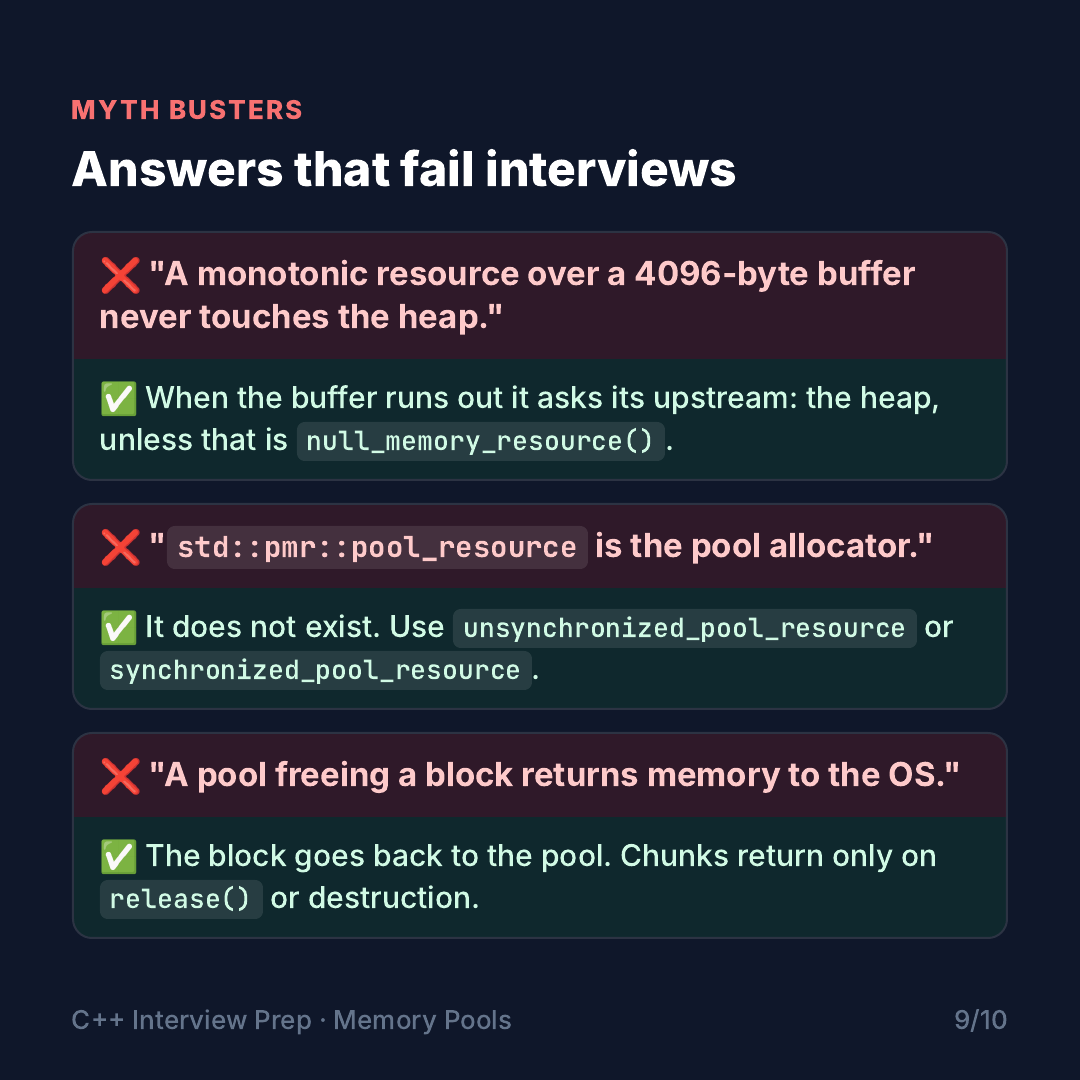 MYTH BUSTERS
Answers that fail interviews
❌ "A monotonic resource over a 4096-byte buffer
never touches the heap."
✅ When the buffer runs out it asks its upstream: the heap,
unless that is null_memory_resource().
❌ "std::pmr::pool_resource is the pool allocator."
✅ It does not exist. Use unsynchronized_pool_resource or
synchronized_pool_resource.
❌ "A pool freeing a block returns memory to the OS."
✅ The block goes back to the pool. Chunks return only on
release() or destruction.
C++ Interview Prep · Memory Pools
9/10